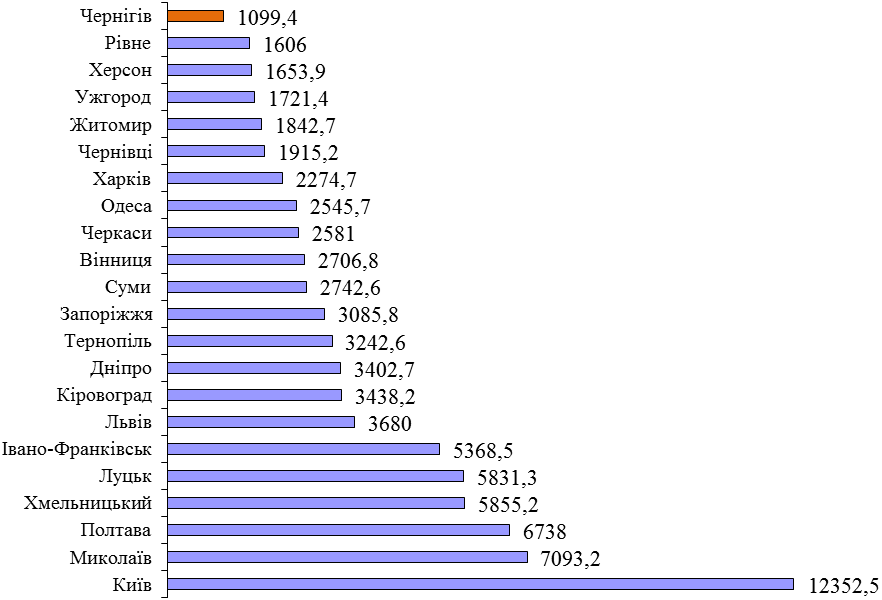 Чернігів 1099,4
Рівне 1606
Херсон 1653,9
Ужгород 1721,4
Житомир 1842,7
Чернівці 1915,2
Харків 2274,7
Одеса 2545,7
Черкаси 2581
Вінниця 2706,8
Суми 2742,6
Запоріжжя 3085,8
Тернопіль 3242,6
Дніпро 3402,7
Кіровоград 3438,2
Львів 3680
Івано-Франківськ 5368,5
Луцьк 5831,3
Хмельницький 5855,2
Полтава 6738
Миколаїв 7093,2
Київ 12352,5